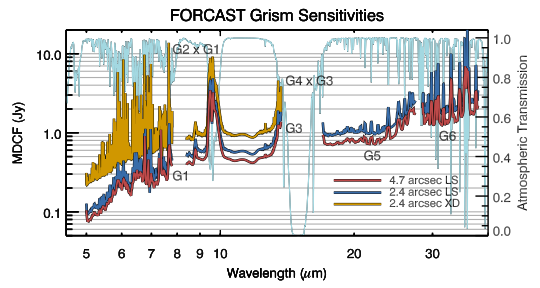 FORCAST Grism Sensitivities
10.0
1.0
0.1
MDCF (Jy)
G2 x G1
G4 x G3
G3
G1
G5
G6
4.7 arcsec LS
2.4 arcsec LS
2.4 arcsec XD
1.0
0.8
0.6
0.4
0.2
0.0
Atmospheric Transmission
5 6 7 8 9 10 20 30
Wavelength (μm)